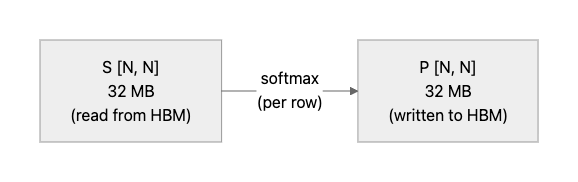 S [N, N]
32 MB
(read from HBM)
softmax
(per row)
P [N, N]
32 MB
(written to HBM)